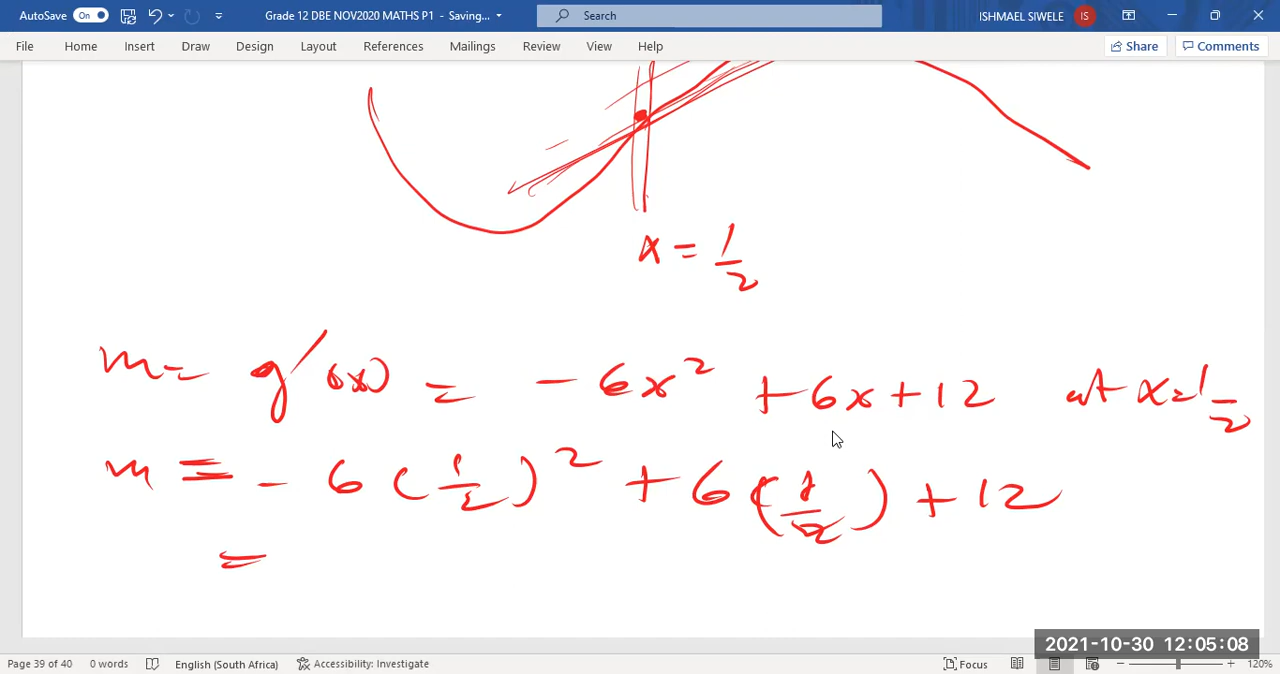 AutoSave On Grade 12 DBE NOV2020 MATHS P1 - Saving... Search ISHMAEL SIWELE IS
File Home Insert Draw Design Layout References Mailings Review View Help Share Comments
x = 1/2
m = g'(x) = -6x² + 6x + 12 at x = 1/2
m = -6(1/2)² + 6(1/2) + 12
=
2021-10-30 12:05:08
Page 39 of 40 0 words English (South Africa) Accessibility: Investigate Focus 120%